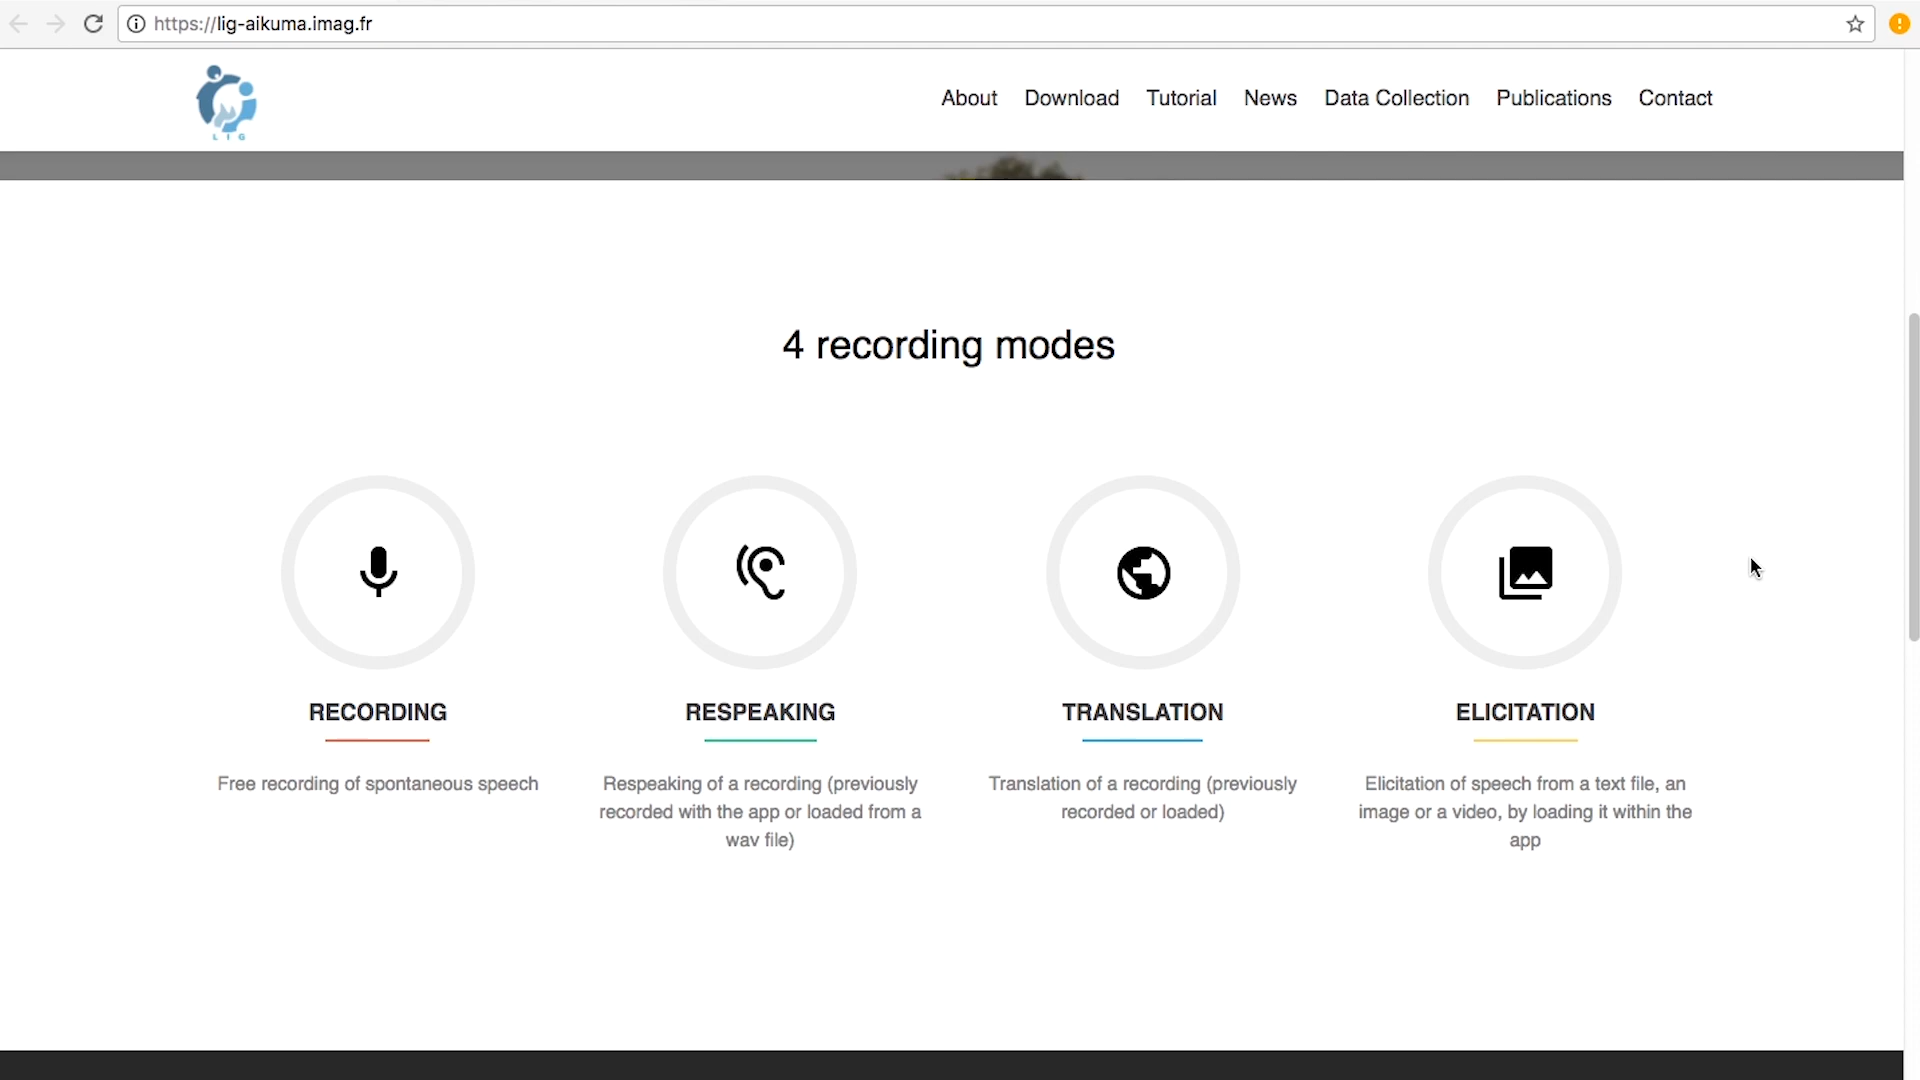 https://lig-aikuma.imag.fr
LIG
About Download Tutorial News Data Collection Publications Contact
4 recording modes
RECORDING
Free recording of spontaneous speech
RESPEAKING
Respeaking of a recording (previously
recorded with the app or loaded from a
wav file)
TRANSLATION
Translation of a recording (previously
recorded or loaded)
ELICITATION
Elicitation of speech from a text file, an
image or a video, by loading it within the
app